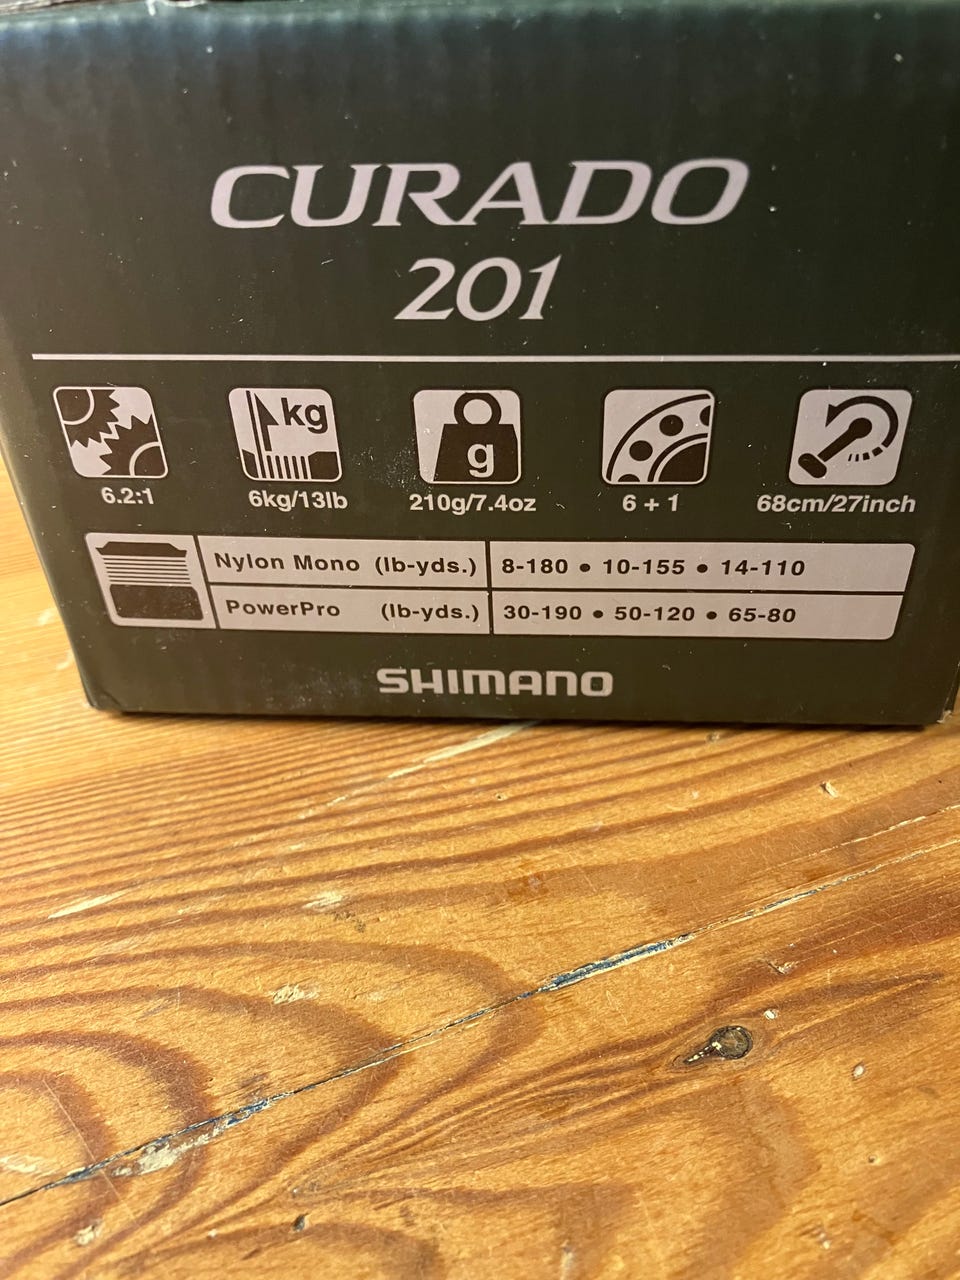 CURADO
201
kg
g
6.2:1 6kg/13lb 210g/7.4oz 6 + 1 68cm/27inch
Nylon Mono (lb-yds.) 8-180 • 10-155 • 14-110
PowerPro (lb-yds.) 30-190 • 50-120 • 65-80
SHIMANO